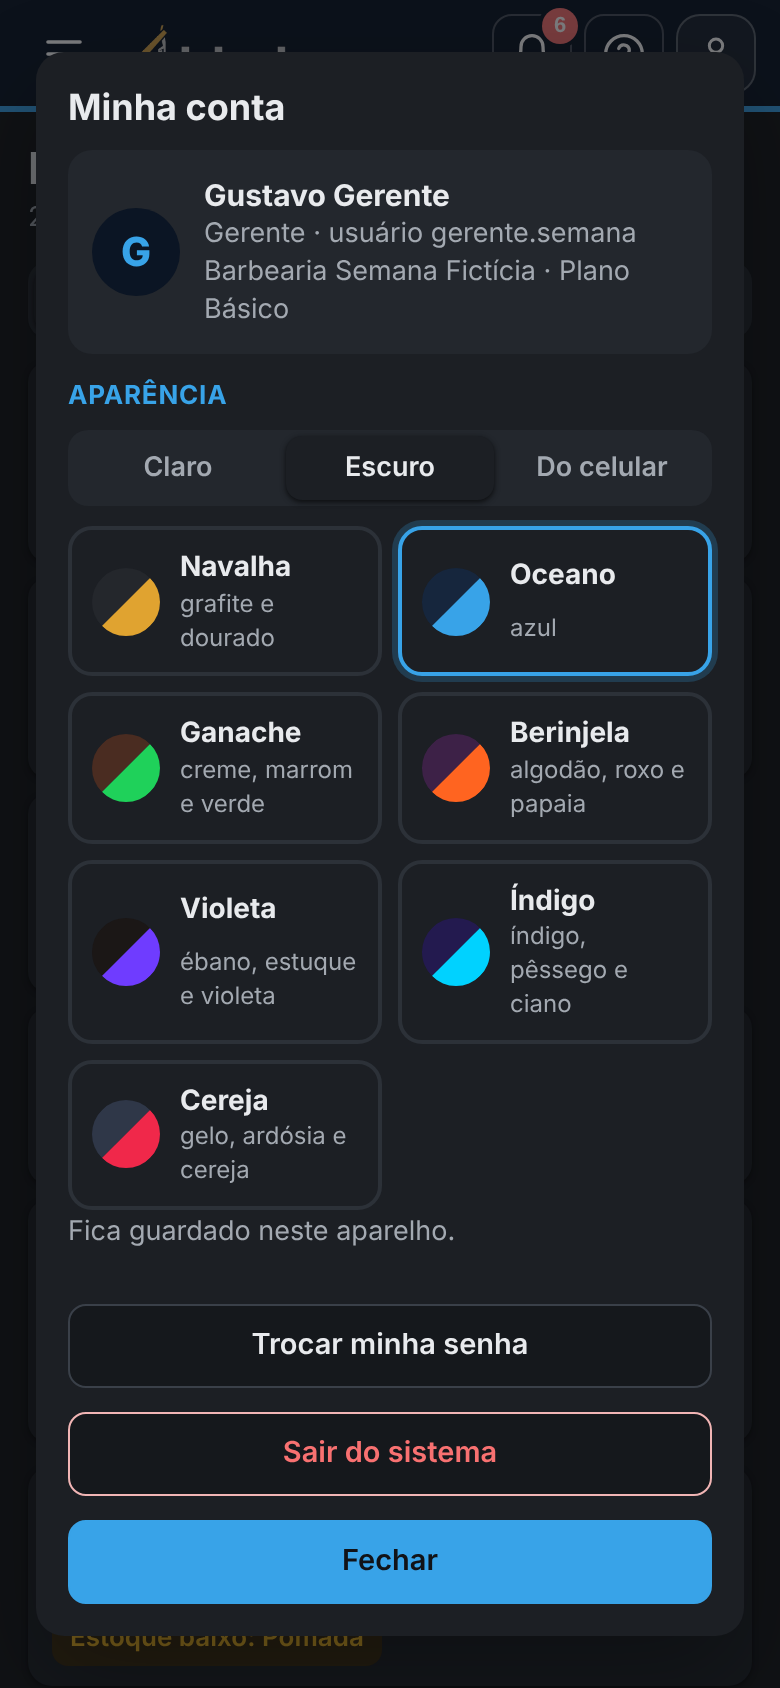 6
Minha conta
G
Gustavo Gerente
Gerente · usuário gerente.semana
Barbearia Semana Fictícia · Plano
Básico
APARÊNCIA
Claro
Escuro
Do celular
Navalha
grafite e
dourado
Oceano
azul
Ganache
creme, marrom
e verde
Berinjela
algodão, roxo e
papaia
Violeta
ébano, estuque
e violeta
Índigo
índigo,
pêssego e
ciano
Cereja
gelo, ardósia e
cereja
Fica guardado neste aparelho.
Trocar minha senha
Sair do sistema
Fechar
Estoque baixo: Pomada